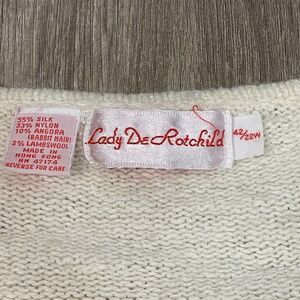 55% SILK
33% NYLON
10% ANGORA
(RABBIT HAIR)
2% LAMBSWOOL
MADE IN
HONG KONG
RN 47174
REVERSE FOR CARE
Lady De Rotchild
42/22W